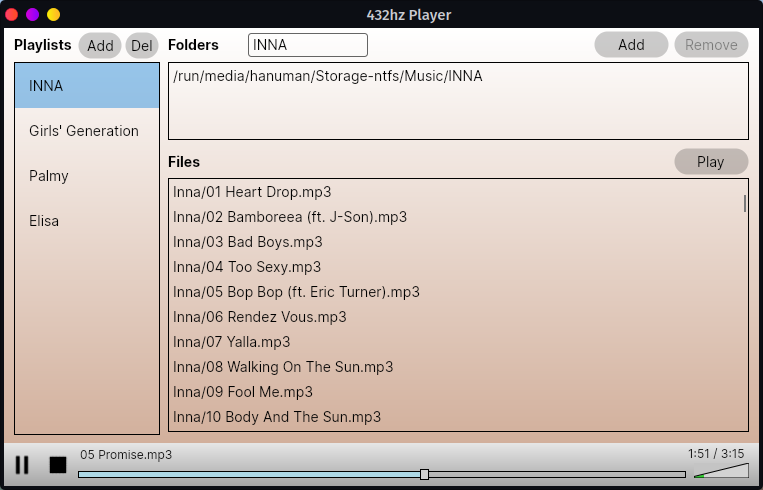 432hz Player
Playlists Add Del Folders INNA Add Remove
INNA
Girls' Generation
Palmy
Elisa
/run/media/hanuman/Storage-ntfs/Music/INNA
Files Play
Inna/01 Heart Drop.mp3
Inna/02 Bamboreea (ft. J-Son).mp3
Inna/03 Bad Boys.mp3
Inna/04 Too Sexy.mp3
Inna/05 Bop Bop (ft. Eric Turner).mp3
Inna/06 Rendez Vous.mp3
Inna/07 Yalla.mp3
Inna/08 Walking On The Sun.mp3
Inna/09 Fool Me.mp3
Inna/10 Body And The Sun.mp3
05 Promise.mp3 1:51 / 3:15